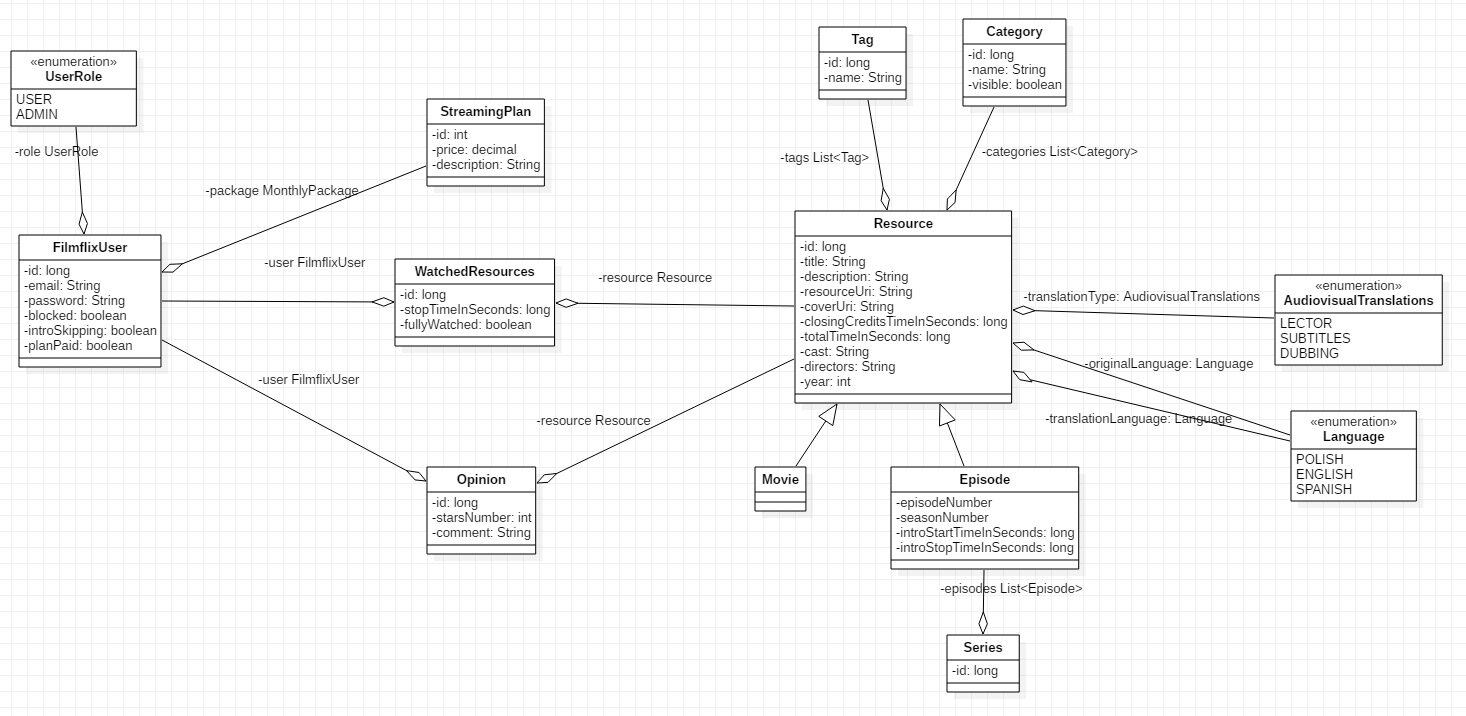 «enumeration»
UserRole
USER
ADMIN
-role UserRole
StreamingPlan
-id: int
-price: decimal
-description: String
-package MonthlyPackage
Tag
-id: long
-name: String
Category
-id: long
-name: String
-visible: boolean
-tags List<Tag>
-categories List<Category>
FilmflixUser
-id: long
-email: String
-password: String
-blocked: boolean
-introSkipping: boolean
-planPaid: boolean
-user FilmflixUser
WatchedResources
-id: long
-stopTimeInSeconds: long
-fullyWatched: boolean
-resource Resource
Resource
-id: long
-title: String
-description: String
-resourceUri: String
-coverUri: String
-closingCreditsTimeInSeconds: long
-totalTimeInSeconds: long
-cast: String
-directors: String
-year: int
-translationType: AudiovisualTranslations
«enumeration»
AudiovisualTranslations
LECTOR
SUBTITLES
DUBBING
-originalLanguage: Language
-translationLanguage: Language
«enumeration»
Language
POLISH
ENGLISH
SPANISH
-user FilmflixUser
-resource Resource
Opinion
-id: long
-starsNumber: int
-comment: String
Movie
Episode
-episodeNumber
-seasonNumber
-introStartTimeInSeconds: long
-introStopTimeInSeconds: long
-episodes List<Episode>
Series
-id: long